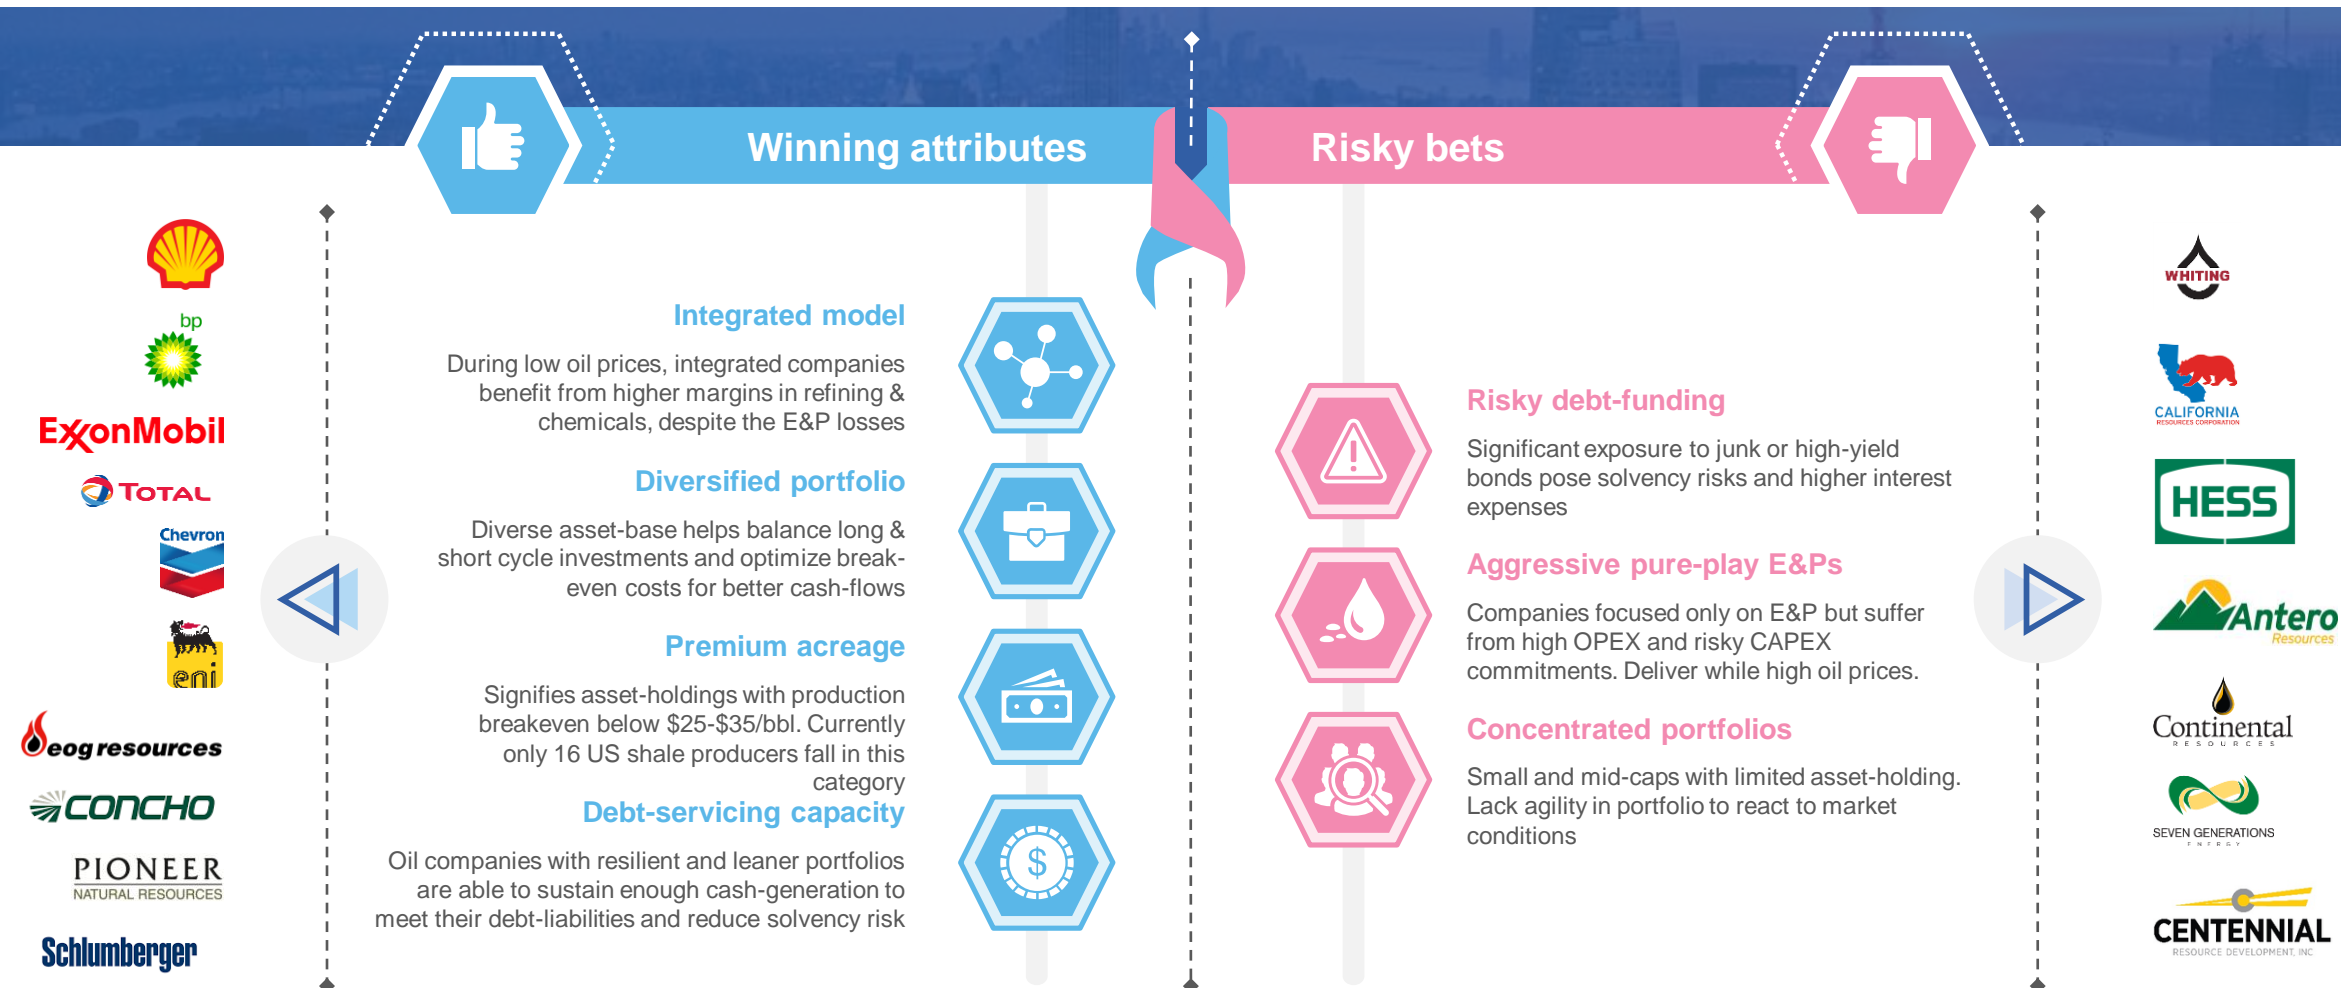 Winning attributes
Risky bets
bp
ExxonMobil
TOTAL
Chevron
eni
eog resources
CONCHO
PIONEER
NATURAL RESOURCES
Schlumberger
Integrated model
During low oil prices, integrated companies
benefit from higher margins in refining &
chemicals, despite the E&P losses
Diversified portfolio
Diverse asset-base helps balance long &
short cycle investments and optimize break-
even costs for better cash-flows
Premium acreage
Signifies asset-holdings with production
breakeven below $25-$35/bbl. Currently
only 16 US shale producers fall in this
category
Debt-servicing capacity
Oil companies with resilient and leaner portfolios
are able to sustain enough cash-generation to
meet their debt-liabilities and reduce solvency risk
$
Risky debt-funding
Significant exposure to junk or high-yield
bonds pose solvency risks and higher interest
expenses
Aggressive pure-play E&Ps
Companies focused only on E&P but suffer
from high OPEX and risky CAPEX
commitments. Deliver while high oil prices.
Concentrated portfolios
Small and mid-caps with limited asset-holding.
Lack agility in portfolio to react to market
conditions
WHITING
CALIFORNIA
RESOURCES CORPORATION
HESS
Antero
Resources
Continental
RESOURCES
SEVEN GENERATIONS
ENERGY
CENTENNIAL
RESOURCE DEVELOPMENT, INC